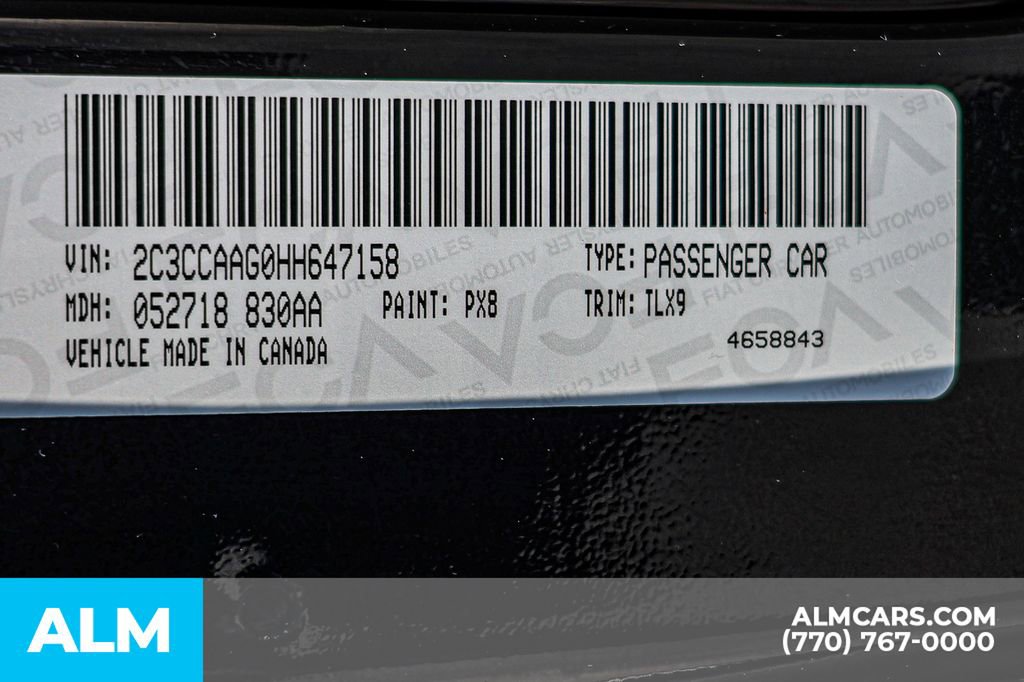 VIN: 2C3CCAAG0HH647158 TYPE: PASSENGER CAR
MDH: 052718 830AA PAINT: PX8 TRIM: TLX9
VEHICLE MADE IN CANADA 4658843
ALM
ALMCARS.COM
(770) 767-0000